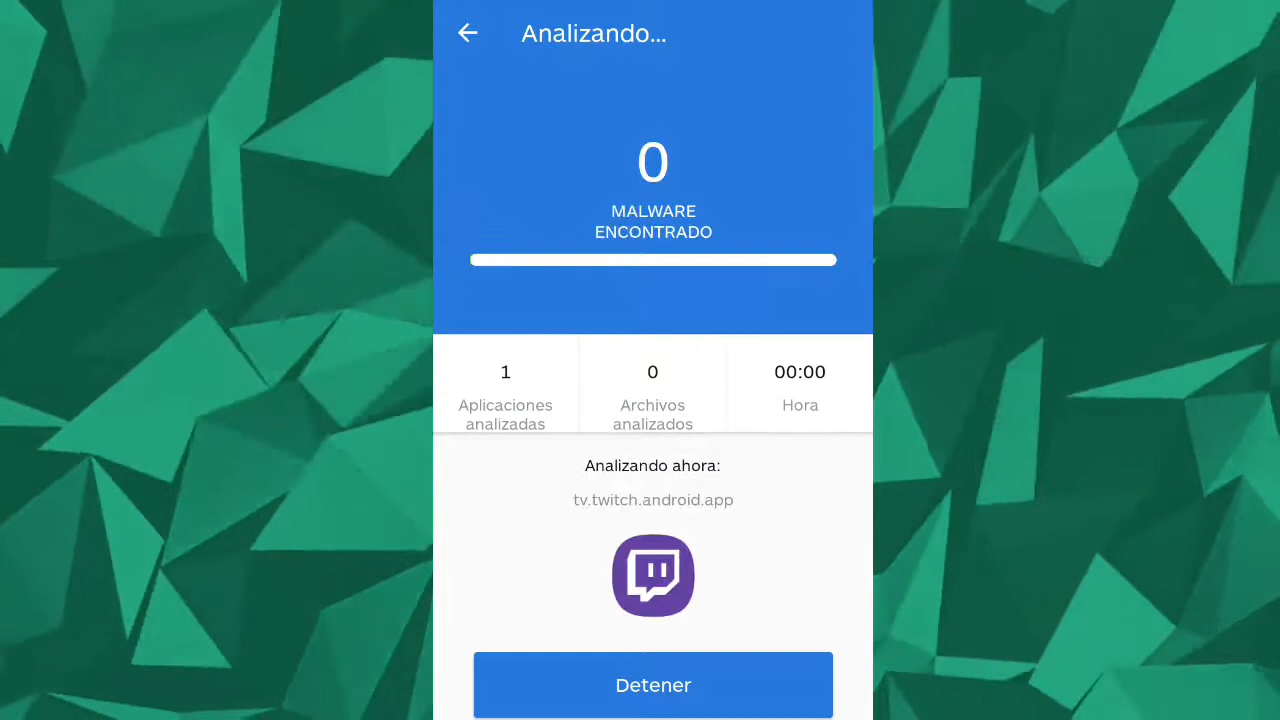 Analizando...
0
MALWARE
ENCONTRADO
1
Aplicaciones
analizadas
0
Archivos
analizados
00:00
Hora
Analizando ahora:
tv.twitch.android.app
Detener